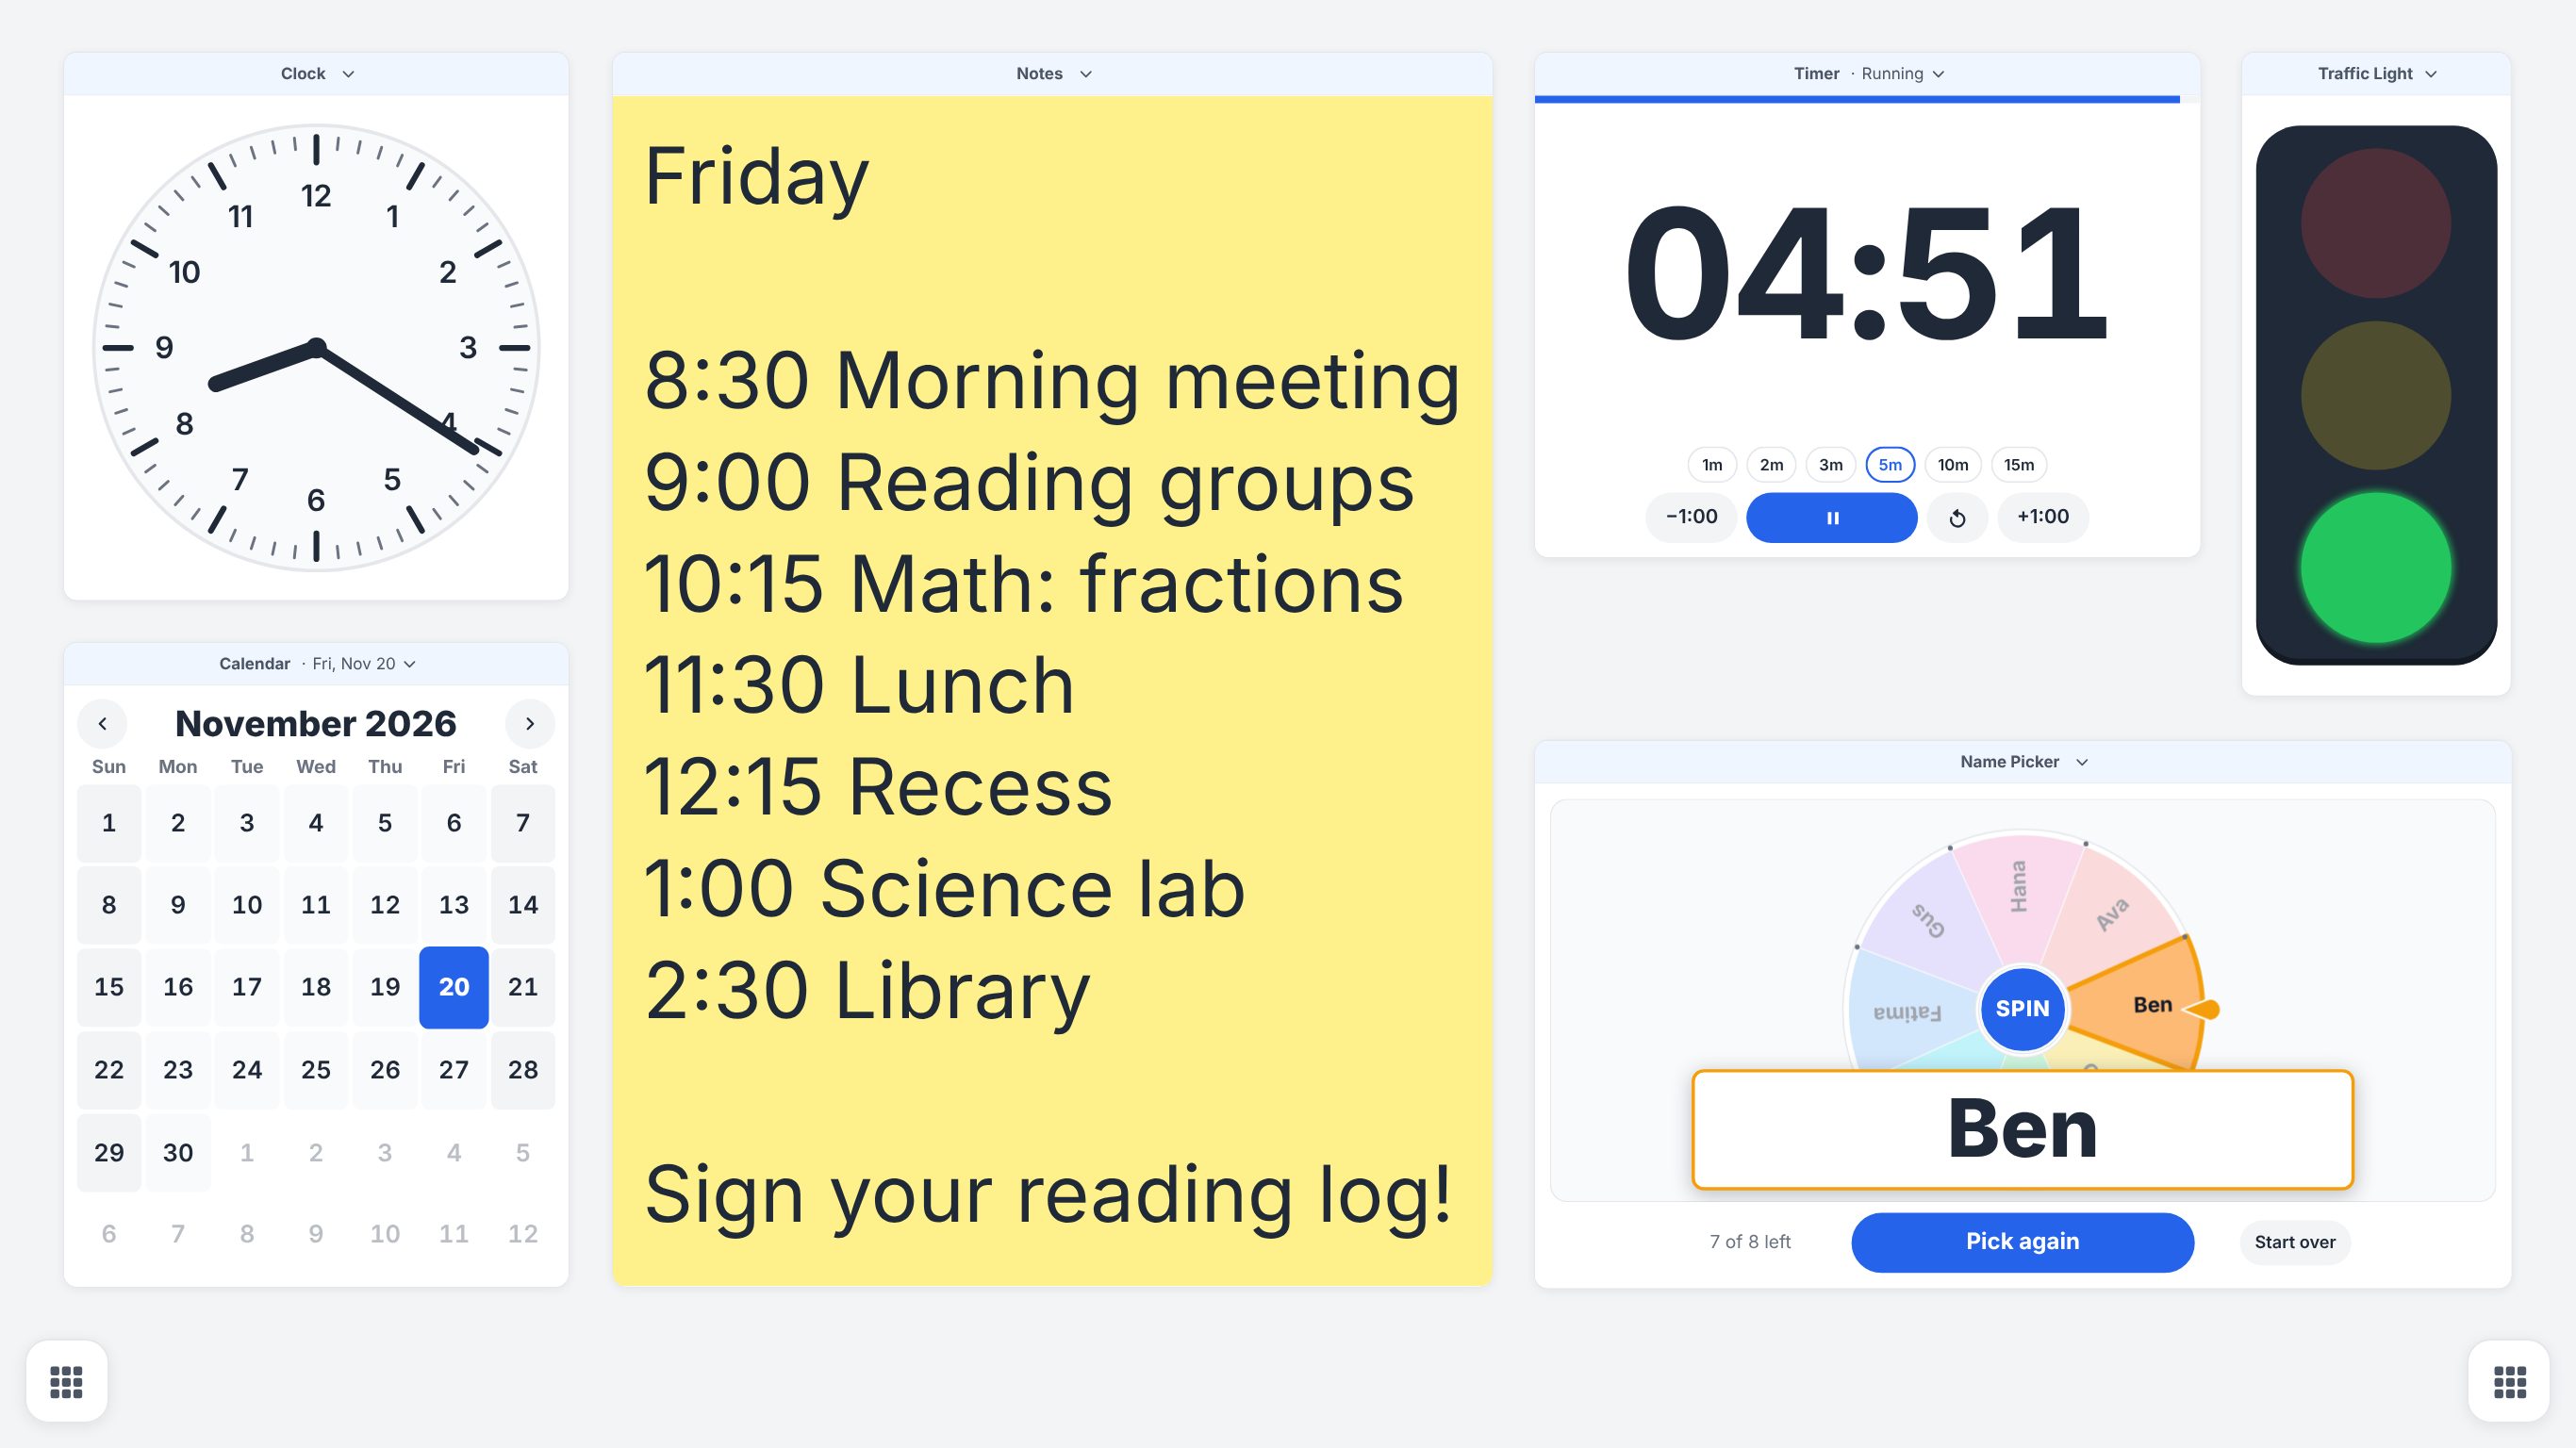 Clock
12
1
2
3
4
5
6
7
8
9
10
11
Calendar · Fri, Nov 20
November 2026
Sun Mon Tue Wed Thu Fri Sat
1 2 3 4 5 6 7
8 9 10 11 12 13 14
15 16 17 18 19 20 21
22 23 24 25 26 27 28
29 30 1 2 3 4 5
6 7 8 9 10 11 12
Notes
Friday
8:30 Morning meeting
9:00 Reading groups
10:15 Math: fractions
11:30 Lunch
12:15 Recess
1:00 Science lab
2:30 Library
Sign your reading log!
Timer · Running
04:51
1m 2m 3m 5m 10m 15m
−1:00 +1:00
Traffic Light
Name Picker
Hana
Gus
Ava
Fatima
SPIN
Ben
Ben
7 of 8 left
Pick again
Start over